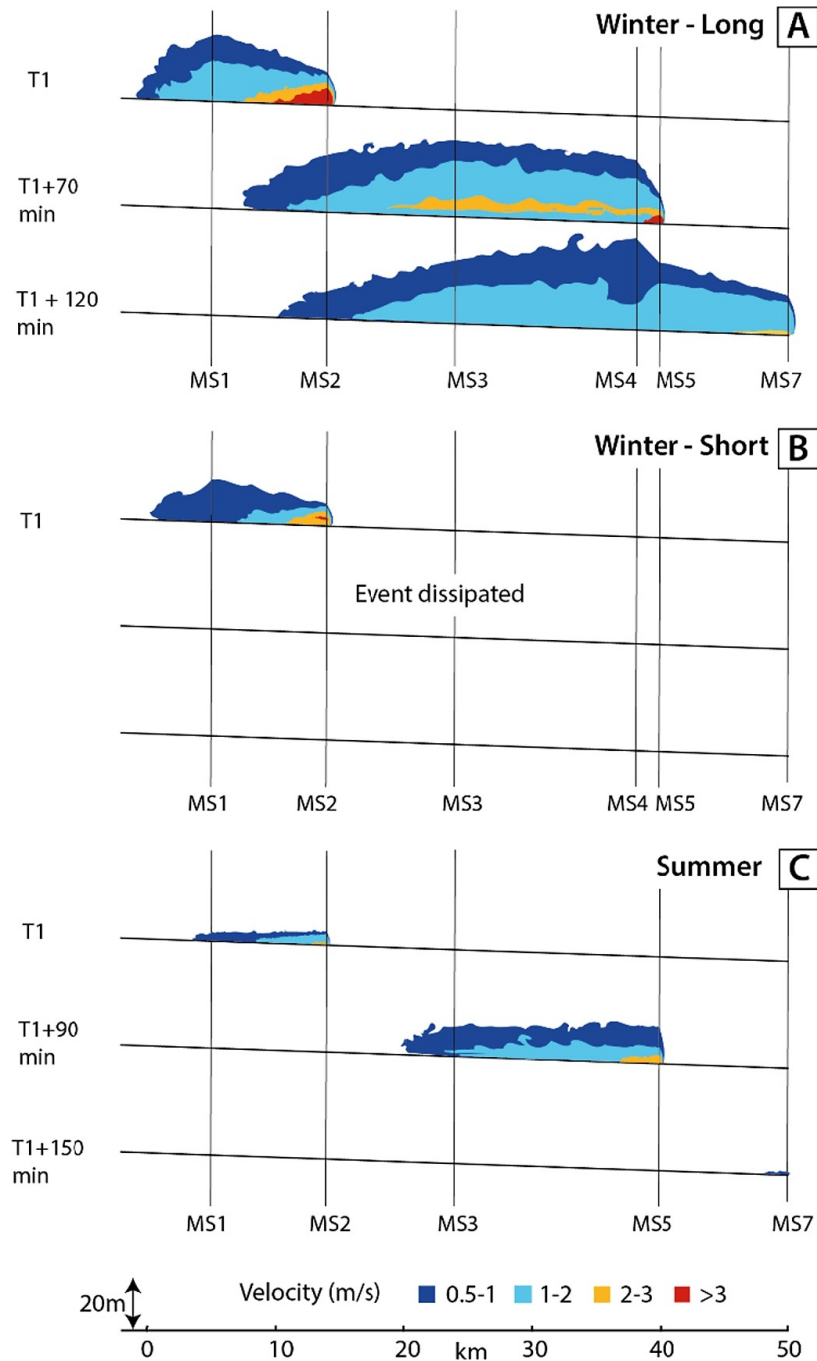 Winter - Long A
T1
T1+70
min
T1 + 120
min
MS1 MS2 MS3 MS4 MS5 MS7
Winter - Short B
T1
Event dissipated
MS1 MS2 MS3 MS4 MS5 MS7
Summer C
T1
T1+90
min
T1+150
min
MS1 MS2 MS3 MS5 MS7
20m
Velocity (m/s) 0.5-1 1-2 2-3 >3
0 10 20 km 30 40 50